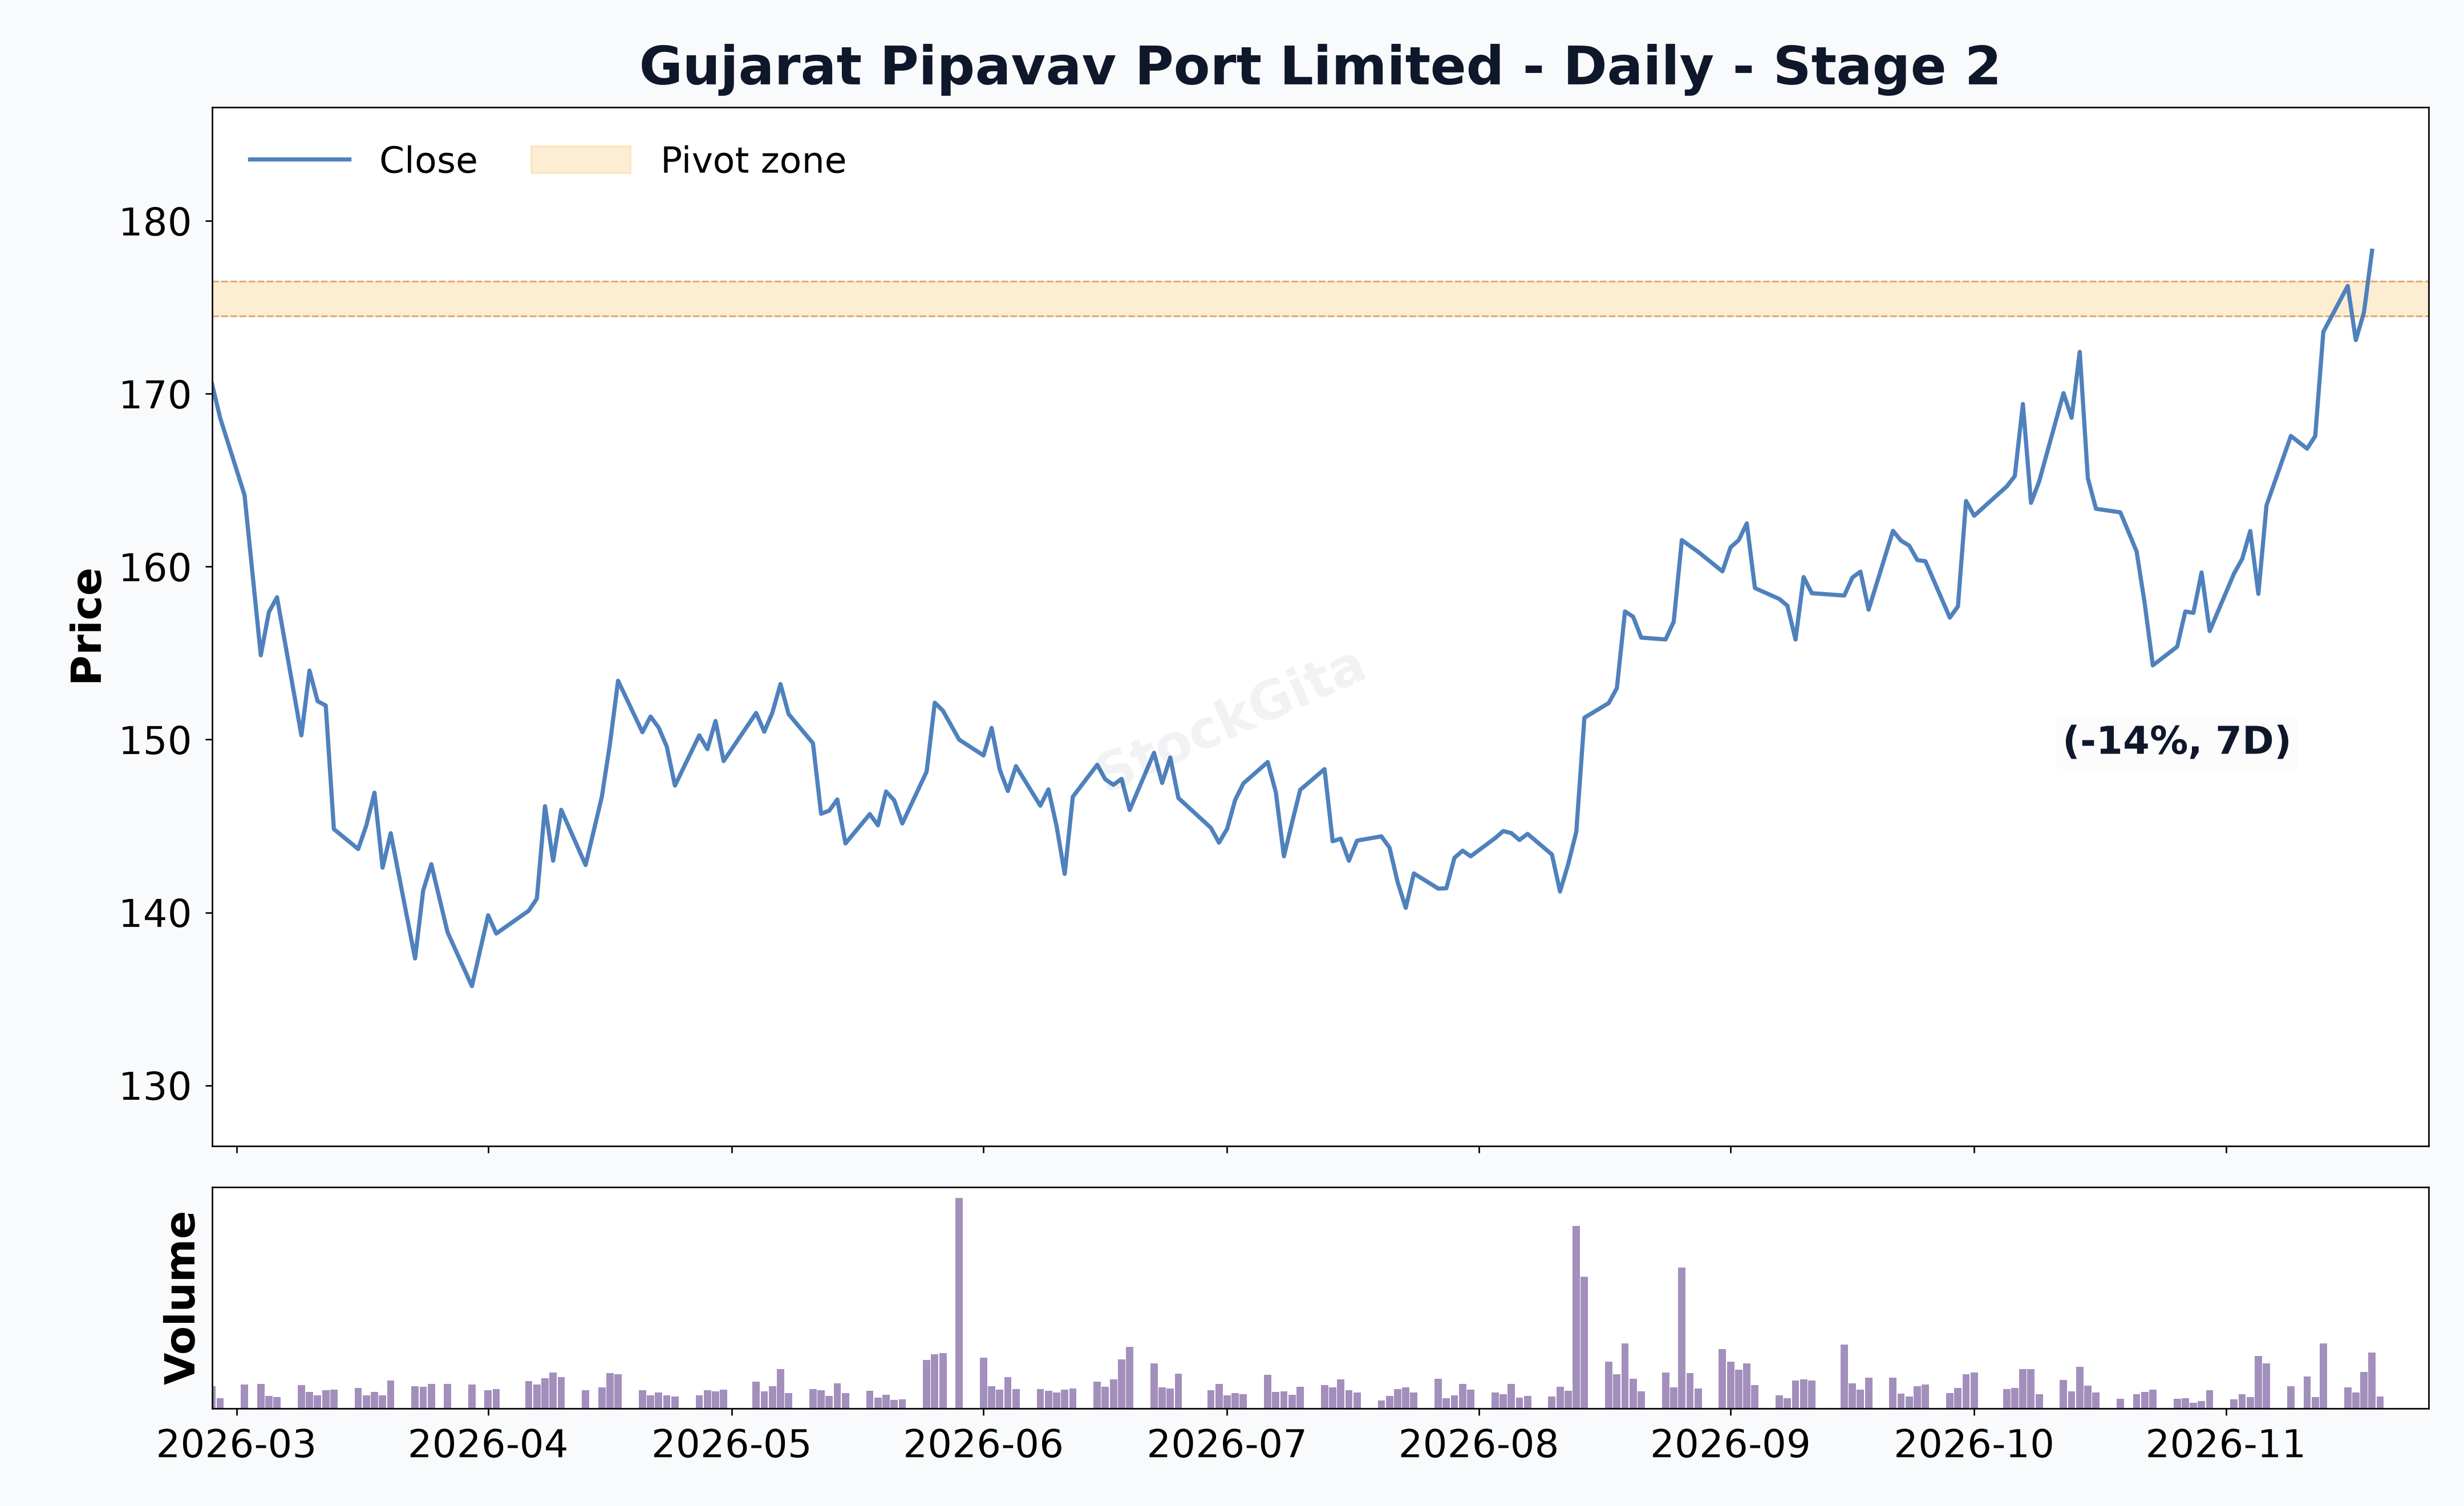 Gujarat Pipavav Port Limited - Daily - Stage 2
Close
Pivot zone
180
170
160
150
140
130
Price
StockGita
(-14%, 7D)
Volume
2026-03
2026-04
2026-05
2026-06
2026-07
2026-08
2026-09
2026-10
2026-11